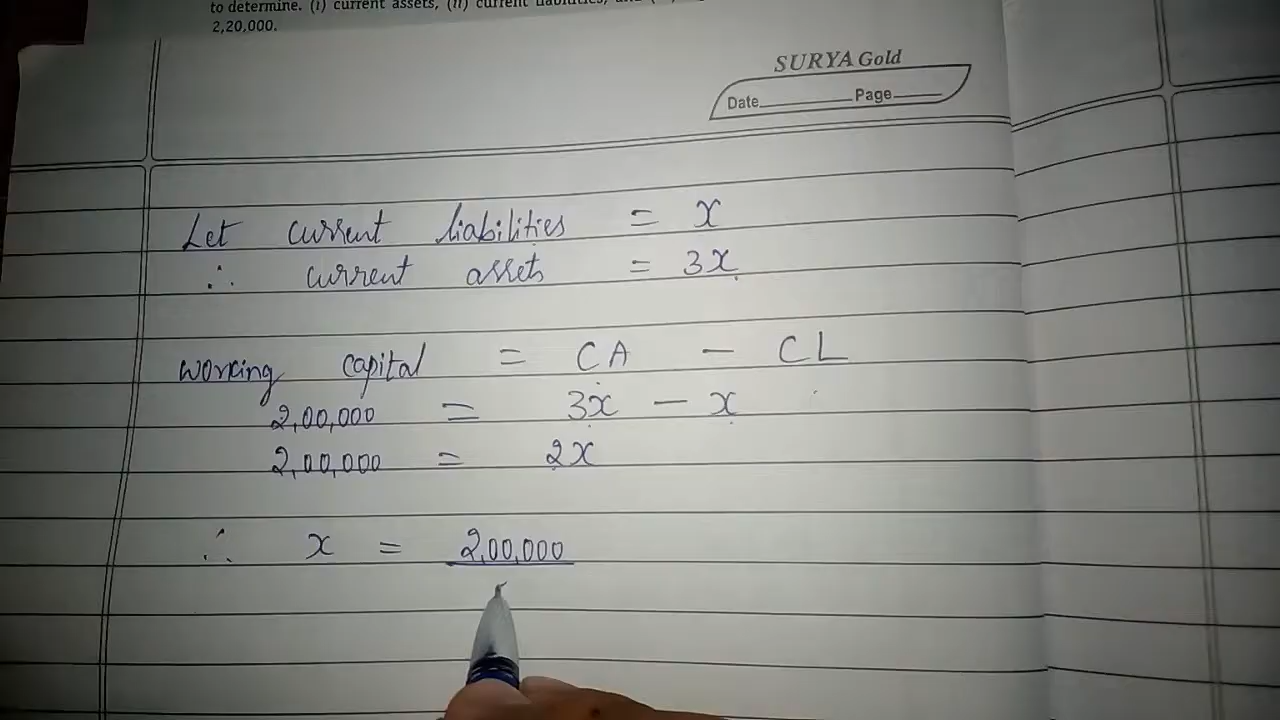 to determine. (i) current assets, (ii) current liabilities, and
2,20,000.
SURYA Gold
Date Page
Let current liabilities = x
∴ current assets = 3x
working capital = CA - CL
2,00,000 = 3x - x
2,00,000 = 2x
∴ x = 2,00,000